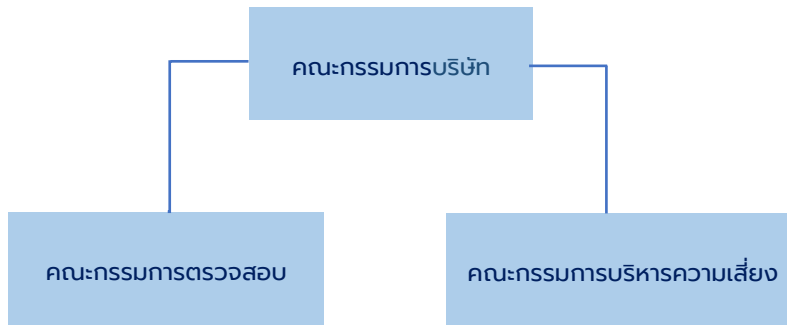 คณะกรรมการบริษัท
คณะกรรมการตรวจสอบ
คณะกรรมการบริหารความเสี่ยง